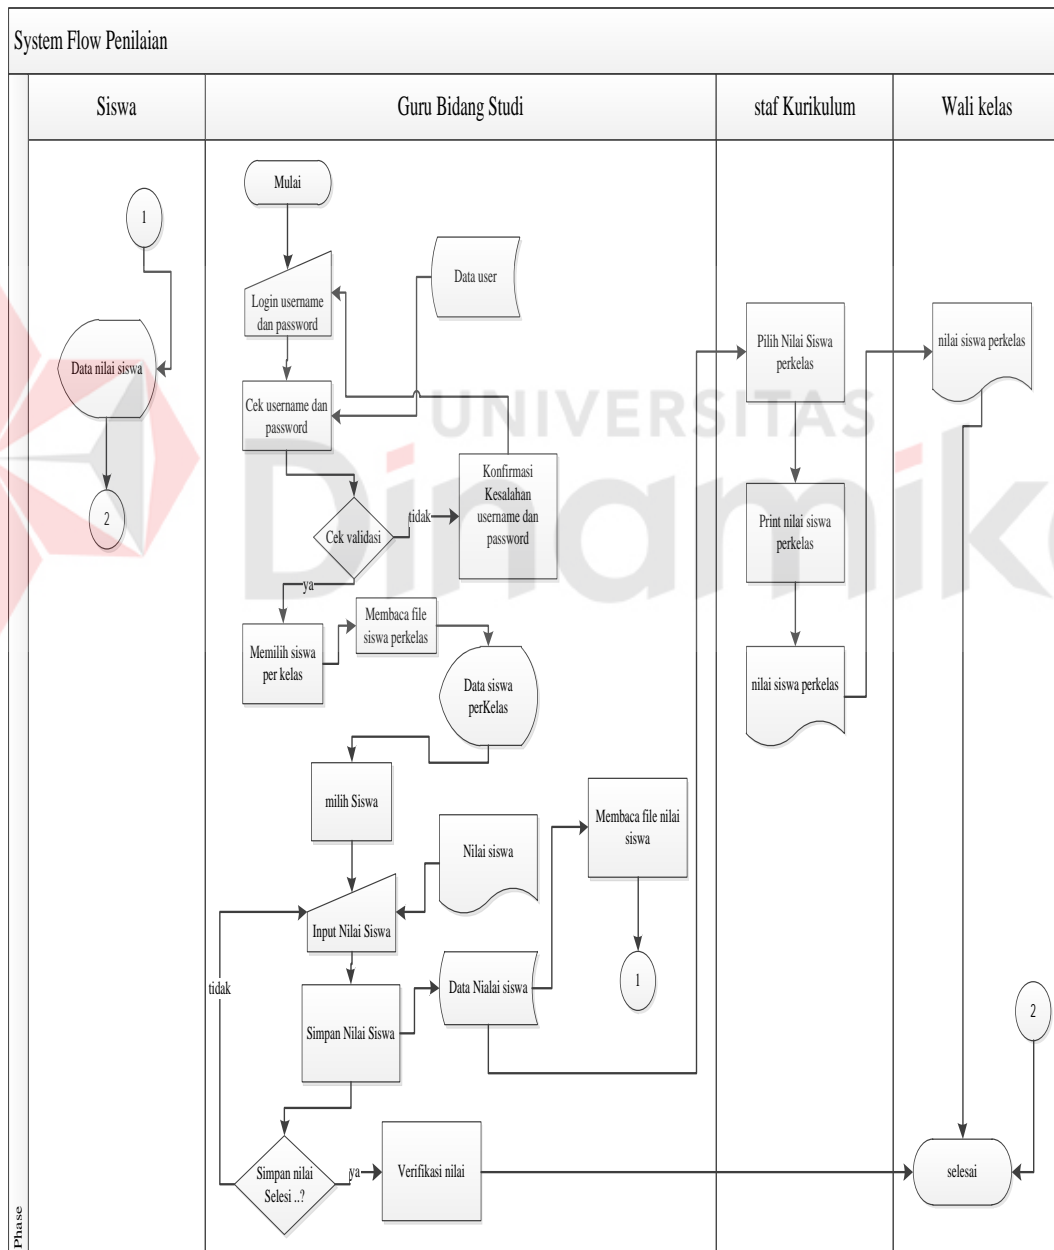 System Flow Penilaian
Siswa
Guru Bidang Studi
staf Kurikulum
Wali kelas
Phase
1
Data nilai siswa
2
Mulai
Login username
dan password
Data user
Cek username dan
password
Konfirmasi
Kesalahan
username dan
password
Cek validasi
tidak
ya
Memilih siswa
per kelas
Membaca file
siswa perkelas
Data siswa
perKelas
milih Siswa
Nilai siswa
Input Nilai Siswa
Membaca file nilai
siswa
1
tidak
Simpan Nilai Siswa
Data Nialai siswa
Simpan nilai
Selesi ..?
ya
Verifikasi nilai
Pilih Nilai Siswa
perkelas
Print nilai siswa
perkelas
nilai siswa perkelas
nilai siswa perkelas
2
selesai
UNIVERSITAS
Dinamika